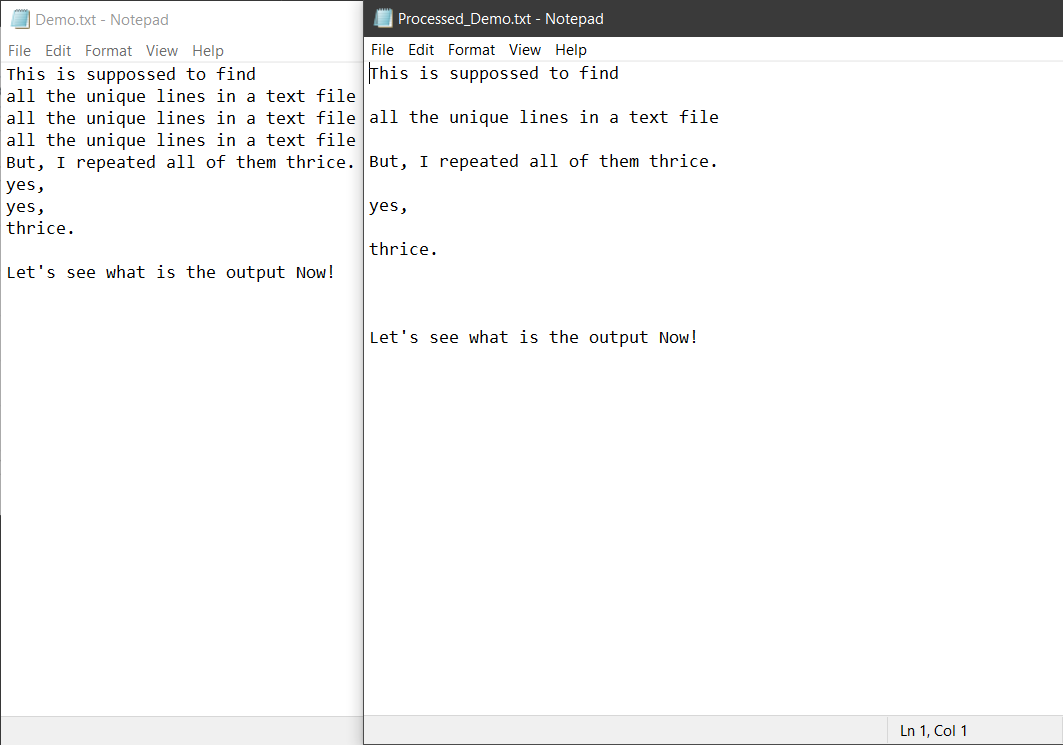 Demo.txt - Notepad
File Edit Format View Help
This is suppossed to find
all the unique lines in a text file
all the unique lines in a text file
all the unique lines in a text file
But, I repeated all of them thrice.
yes,
yes,
thrice.
Let's see what is the output Now!
Processed_Demo.txt - Notepad
File Edit Format View Help
This is suppossed to find
all the unique lines in a text file
But, I repeated all of them thrice.
yes,
thrice.
Let's see what is the output Now!
Ln 1, Col 1